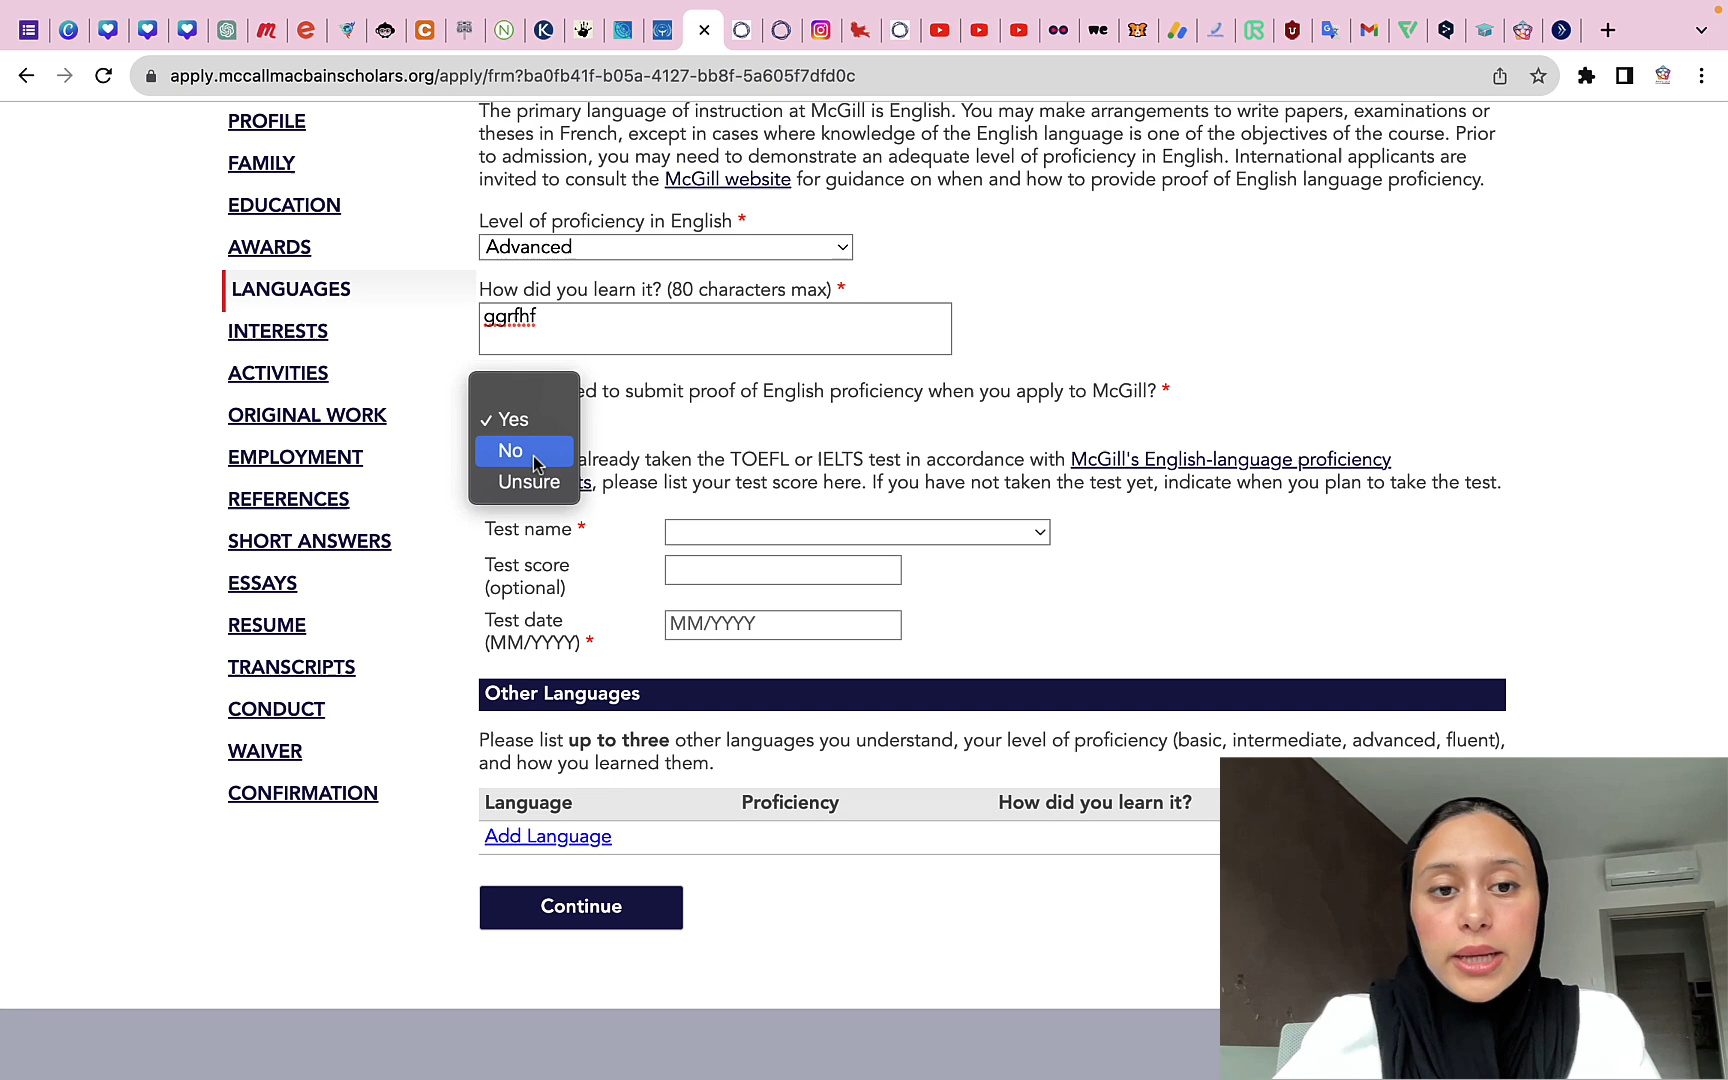 apply.mccallmacbainscholars.org/apply/frm?ba0fb41f-b05a-4127-bb8f-5a605f7dfd0c
PROFILE
FAMILY
EDUCATION
AWARDS
LANGUAGES
INTERESTS
ACTIVITIES
ORIGINAL WORK
EMPLOYMENT
REFERENCES
SHORT ANSWERS
ESSAYS
RESUME
TRANSCRIPTS
CONDUCT
WAIVER
CONFIRMATION
The primary language of instruction at McGill is English. You may make arrangements to write papers, examinations or
theses in French, except in cases where knowledge of the English language is one of the objectives of the course. Prior
to admission, you may need to demonstrate an adequate level of proficiency in English. International applicants are
invited to consult the McGill website for guidance on when and how to provide proof of English language proficiency.
Level of proficiency in English *
Advanced
How did you learn it? (80 characters max) *
ggrfhf
ed to submit proof of English proficiency when you apply to McGill? *
✓ Yes
No
Unsure
already taken the TOEFL or IELTS test in accordance with McGill's English-language proficiency
ts, please list your test score here. If you have not taken the test yet, indicate when you plan to take the test.
Test name *
Test score
(optional)
Test date
(MM/YYYY) *
MM/YYYY
Other Languages
Please list up to three other languages you understand, your level of proficiency (basic, intermediate, advanced, fluent),
and how you learned them.
Language Proficiency How did you learn it?
Add Language
Continue